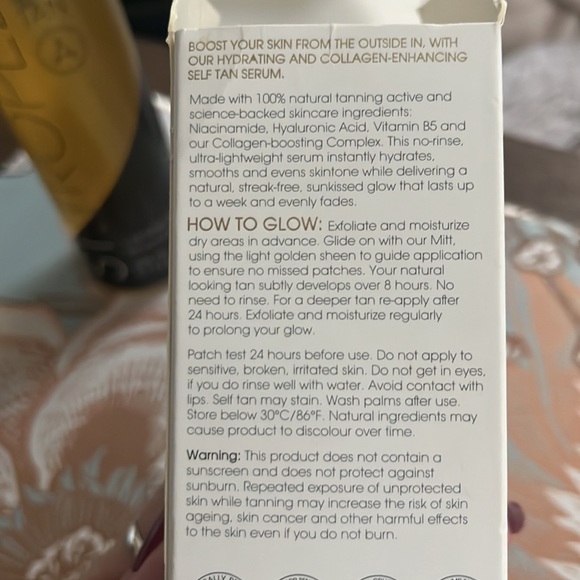 BOOST YOUR SKIN FROM THE OUTSIDE IN, WITH
OUR HYDRATING AND COLLAGEN-ENHANCING
SELF TAN SERUM.
Made with 100% natural tanning active and
science-backed skincare ingredients:
Niacinamide, Hyaluronic Acid, Vitamin B5 and
our Collagen-boosting Complex. This no-rinse,
ultra-lightweight serum instantly hydrates,
smooths and evens skintone while delivering a
natural, streak-free, sunkissed glow that lasts up
to a week and evenly fades.
HOW TO GLOW: Exfoliate and moisturize
dry areas in advance. Glide on with our Mitt,
using the light golden sheen to guide application
to ensure no missed patches. Your natural
looking tan subtly develops over 8 hours. No
need to rinse. For a deeper tan re-apply after
24 hours. Exfoliate and moisturize regularly
to prolong your glow.
Patch test 24 hours before use. Do not apply to
sensitive, broken, irritated skin. Do not get in eyes,
if you do rinse well with water. Avoid contact with
lips. Self tan may stain. Wash palms after use.
Store below 30°C/86°F. Natural ingredients may
cause product to discolour over time.
Warning: This product does not contain a
sunscreen and does not protect against
sunburn. Repeated exposure of unprotected
skin while tanning may increase the risk of skin
ageing, skin cancer and other harmful effects
to the skin even if you do not burn.